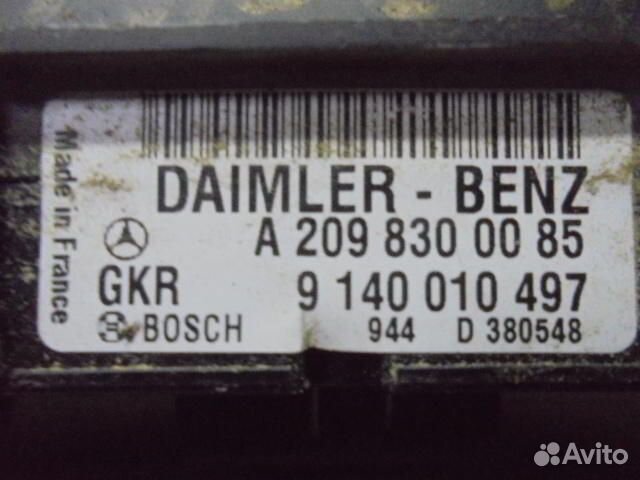 Made in France
DAIMLER - BENZ
A 209 830 00 85
GKR 9 140 010 497
BOSCH 944 D 380548
Avito